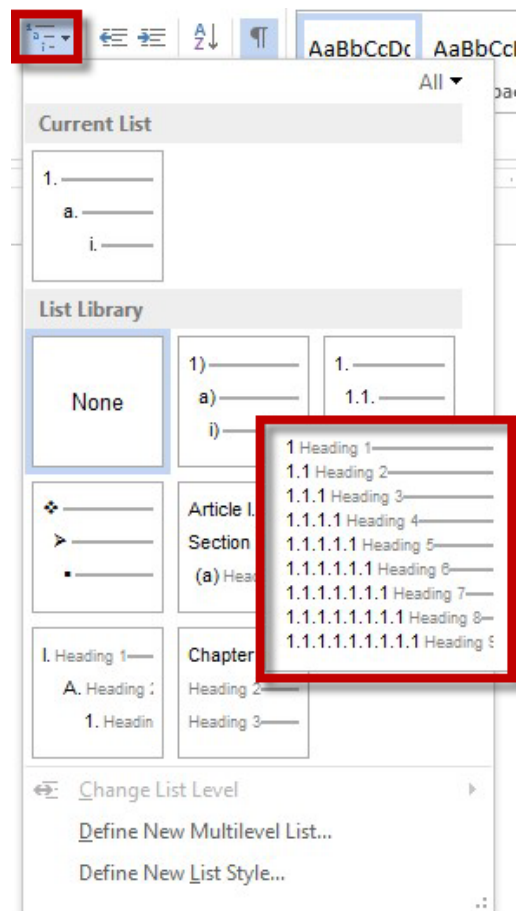 AaBbCcDc AaBbCcl
All
Current List
1.
a.
i.
List Library
None
1)
a)
i)
1.
1.1.
1 Heading 1
1.1 Heading 2
1.1.1 Heading 3
1.1.1.1 Heading 4
1.1.1.1.1 Heading 5
1.1.1.1.1.1 Heading 6
1.1.1.1.1.1.1 Heading 7
1.1.1.1.1.1.1.1 Heading 8
1.1.1.1.1.1.1.1.1 Heading 9
Article I.
Section
(a) Head
I. Heading 1
A. Heading 2
1. Headin
Chapter
Heading 2
Heading 3
Change List Level
Define New Multilevel List...
Define New List Style...